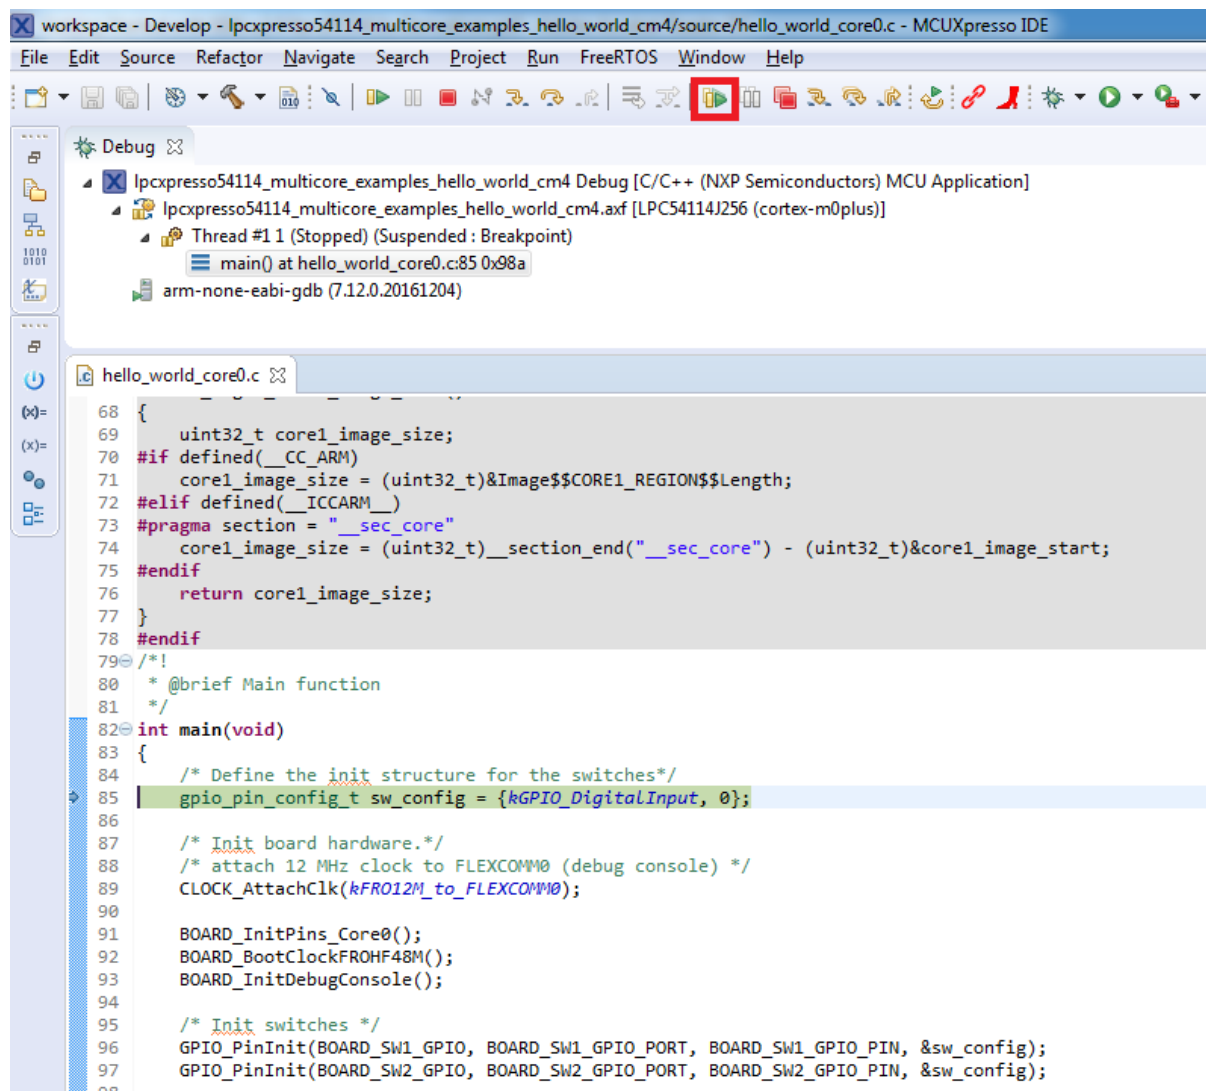 workspace - Develop - lpcxpresso54114_multicore_examples_hello_world_cm4/source/hello_world_core0.c - MCUXpresso IDE
File Edit Source Refactor Navigate Search Project Run FreeRTOS Window Help
Debug
lpcxpresso54114_multicore_examples_hello_world_cm4 Debug [C/C++ (NXP Semiconductors) MCU Application]
lpcxpresso54114_multicore_examples_hello_world_cm4.axf [LPC54114J256 (cortex-m0plus)]
Thread #1 1 (Stopped) (Suspended : Breakpoint)
main() at hello_world_core0.c:85 0x98a
arm-none-eabi-gdb (7.12.0.20161204)
hello_world_core0.c
68 {
69 uint32_t core1_image_size;
70 #if defined(__CC_ARM)
71 core1_image_size = (uint32_t)&Image$$CORE1_REGION$$Length;
72 #elif defined(__ICCARM__)
73 #pragma section = "__sec_core"
74 core1_image_size = (uint32_t)__section_end("__sec_core") - (uint32_t)&core1_image_start;
75 #endif
76 return core1_image_size;
77 }
78 #endif
79 /*!
80 * @brief Main function
81 */
82 int main(void)
83 {
84 /* Define the init structure for the switches*/
85 gpio_pin_config_t sw_config = {kGPIO_DigitalInput, 0};
86
87 /* Init board hardware.*/
88 /* attach 12 MHz clock to FLEXCOMM0 (debug console) */
89 CLOCK_AttachClk(kFRO12M_to_FLEXCOMM0);
90
91 BOARD_InitPins_Core0();
92 BOARD_BootClockFROHF48M();
93 BOARD_InitDebugConsole();
94
95 /* Init switches */
96 GPIO_PinInit(BOARD_SW1_GPIO, BOARD_SW1_GPIO_PORT, BOARD_SW1_GPIO_PIN, &sw_config);
97 GPIO_PinInit(BOARD_SW2_GPIO, BOARD_SW2_GPIO_PORT, BOARD_SW2_GPIO_PIN, &sw_config);